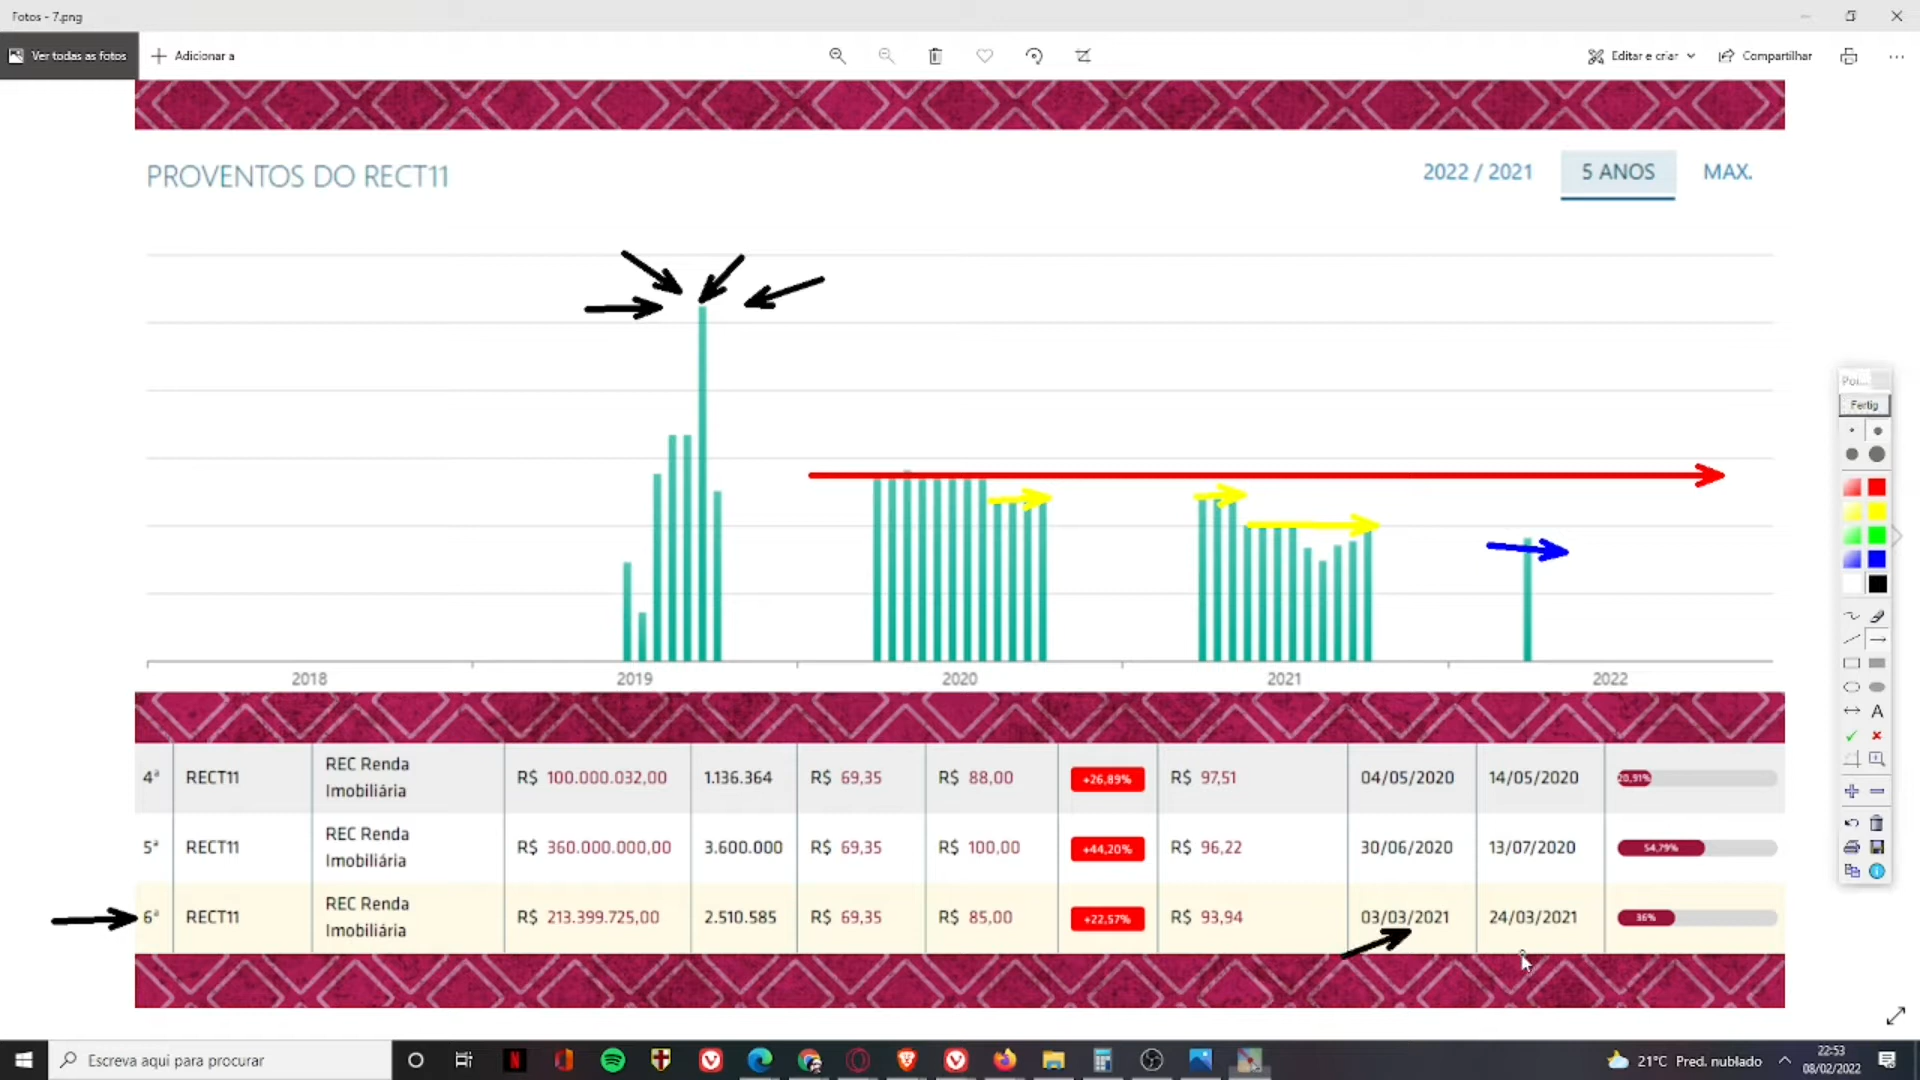 Fotos - 7.png
Ver todas as fotos
Adicionar a
Editar e criar
Compartilhar
PROVENTOS DO RECT11
2022 / 2021
5 ANOS
MAX.
Poi...
Fertig
A
2018
2019
2020
2021
2022
4ª RECT11 REC Renda Imobiliária R$ 100.000.032,00 1.136.364 R$ 69,35 R$ 88,00 +26,89% R$ 97,51 04/05/2020 14/05/2020 20,91%
5ª RECT11 REC Renda Imobiliária R$ 360.000.000,00 3.600.000 R$ 69,35 R$ 100,00 +44,20% R$ 96,22 30/06/2020 13/07/2020 54,79%
6ª RECT11 REC Renda Imobiliária R$ 213.399.725,00 2.510.585 R$ 69,35 R$ 85,00 +22,57% R$ 93,94 03/03/2021 24/03/2021 36%
Escreva aqui para procurar
21°C Pred. nublado
22:53
08/02/2022